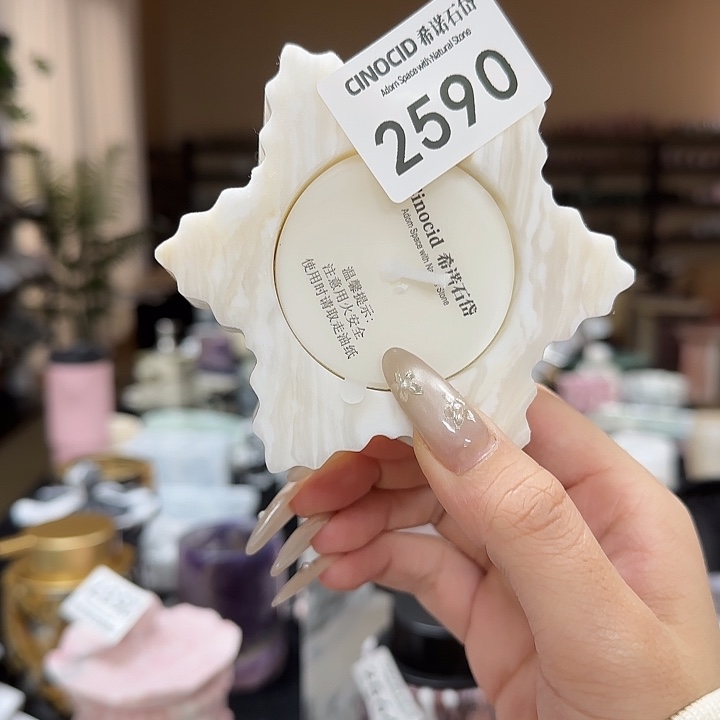 CINOCID 希诺石岱
Adorn Space with Natural Stone
2590
Cinocid 希诺石岱
Adorn Space with Na Stone
温馨提示:
注意用火安全
使用时请取走油纸